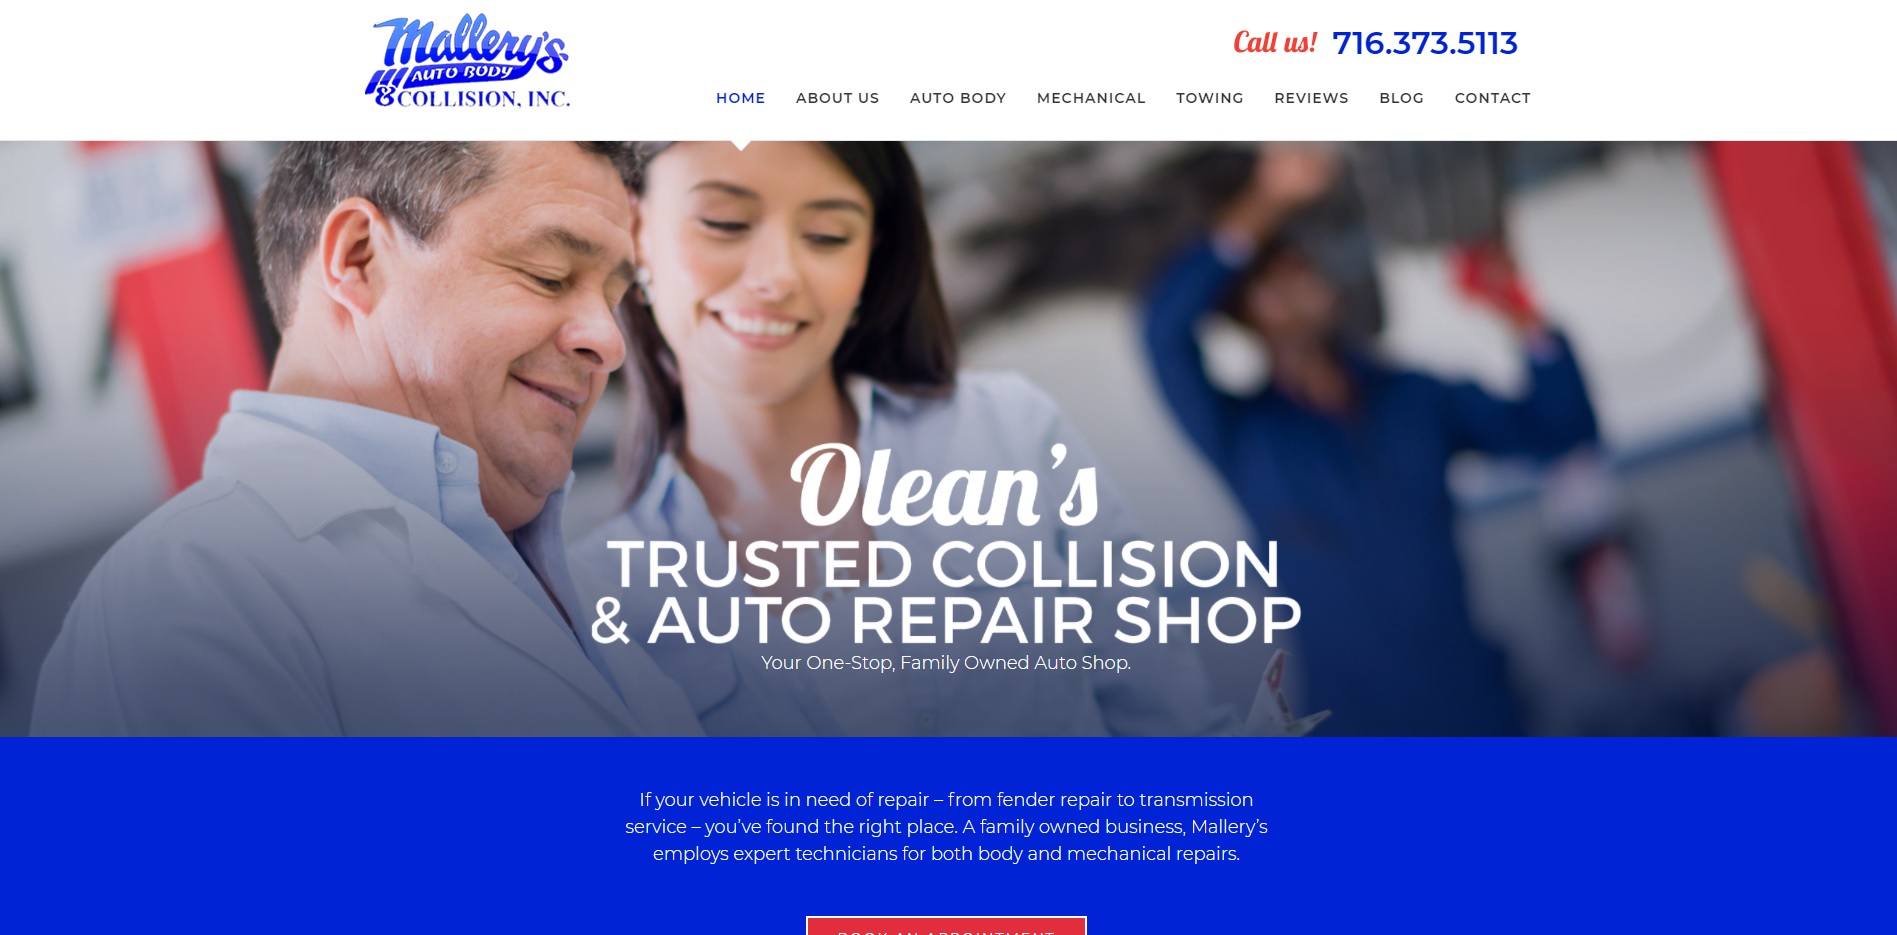 Mallery's
AUTO BODY
& COLLISION, INC.
Call us! 716.373.5113
HOME ABOUT US AUTO BODY MECHANICAL TOWING REVIEWS BLOG CONTACT
Olean's
TRUSTED COLLISION
& AUTO REPAIR SHOP
Your One-Stop, Family Owned Auto Shop.
If your vehicle is in need of repair – from fender repair to transmission
service – you've found the right place. A family owned business, Mallery's
employs expert technicians for both body and mechanical repairs.
BOOK AN APPOINTMENT